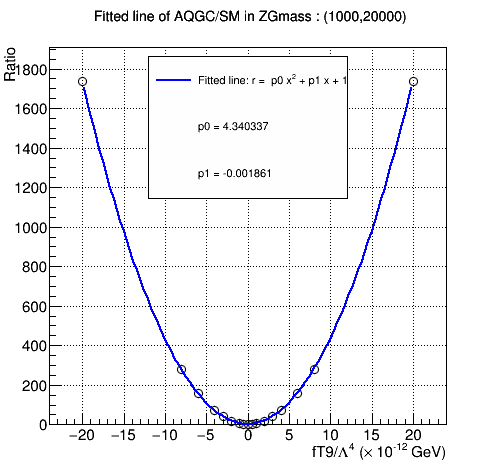 Fitted line of AQGC/SM in ZGmass : (1000,20000)
Ratio
Fitted line: r = p0 x² + p1 x + 1
p0 = 4.340337
p1 = -0.001861
1800
1600
1400
1200
1000
800
600
400
200
0
−20 −15 −10 −5 0 5 10 15 20
fT9/Λ⁴ (× 10⁻¹² GeV)